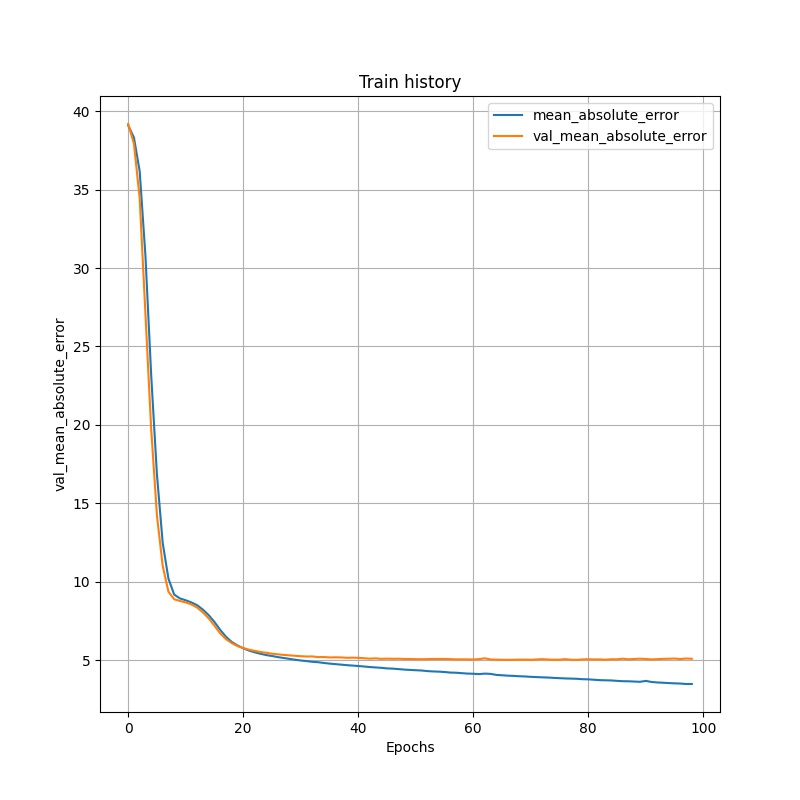 Train history
mean_absolute_error
val_mean_absolute_error
val_mean_absolute_error
40
35
30
25
20
15
10
5
0 20 40 60 80 100
Epochs